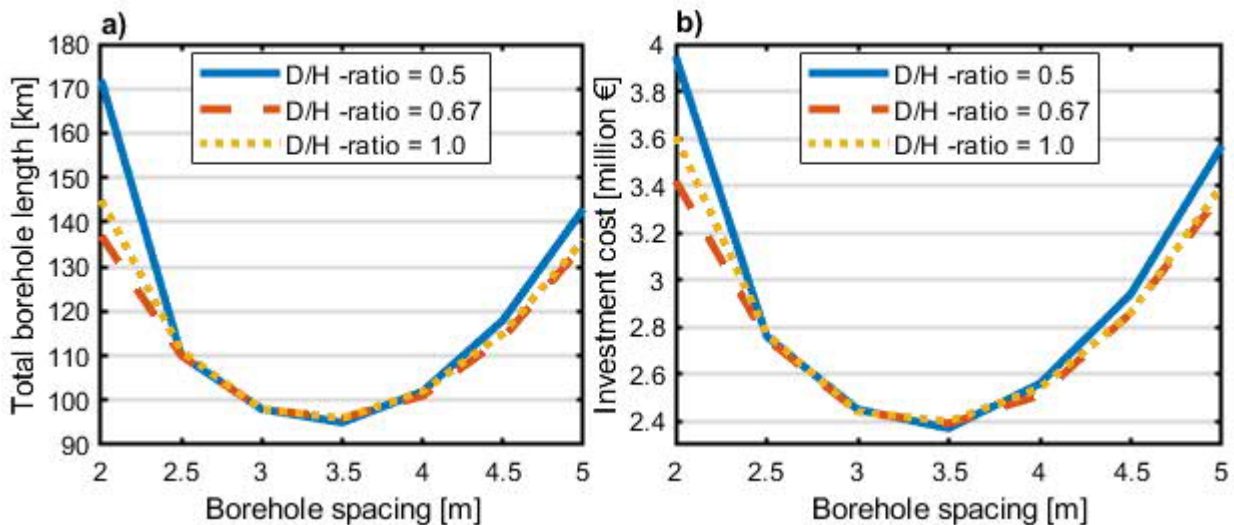 a)
Total borehole length [km]
180
170
160
150
140
130
120
110
100
90
D/H -ratio = 0.5
D/H -ratio = 0.67
D/H -ratio = 1.0
2 2.5 3 3.5 4 4.5 5
Borehole spacing [m]
b)
Investment cost [million €]
4
3.8
3.6
3.4
3.2
3
2.8
2.6
2.4
D/H -ratio = 0.5
D/H -ratio = 0.67
D/H -ratio = 1.0
2 2.5 3 3.5 4 4.5 5
Borehole spacing [m]